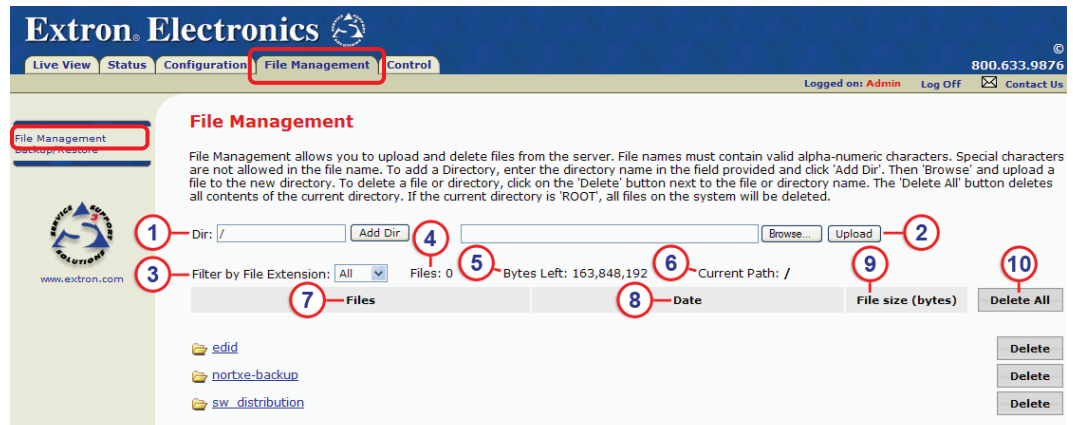 Extron® Electronics
Live View Status Configuration File Management Control
©
800.633.9876
Logged on: Admin Log Off Contact Us
File Management
Backup/Restore
SERVICE SUPPORT SOLUTIONS
S3
www.extron.com
File Management
File Management allows you to upload and delete files from the server. File names must contain valid alpha-numeric characters. Special characters
are not allowed in the file name. To add a Directory, enter the directory name in the field provided and click 'Add Dir'. Then 'Browse' and upload a
file to the new directory. To delete a file or directory, click on the 'Delete' button next to the file or directory name. The 'Delete All' button deletes
all contents of the current directory. If the current directory is 'ROOT', all files on the system will be deleted.
1 Dir: / Add Dir 4 Browse... Upload 2
3 Filter by File Extension: All Files: 0 5 Bytes Left: 163,848,192 6 Current Path: / 9 10
7 Files 8 Date File size (bytes) Delete All
edid Delete
nortxe-backup Delete
sw_distribution Delete